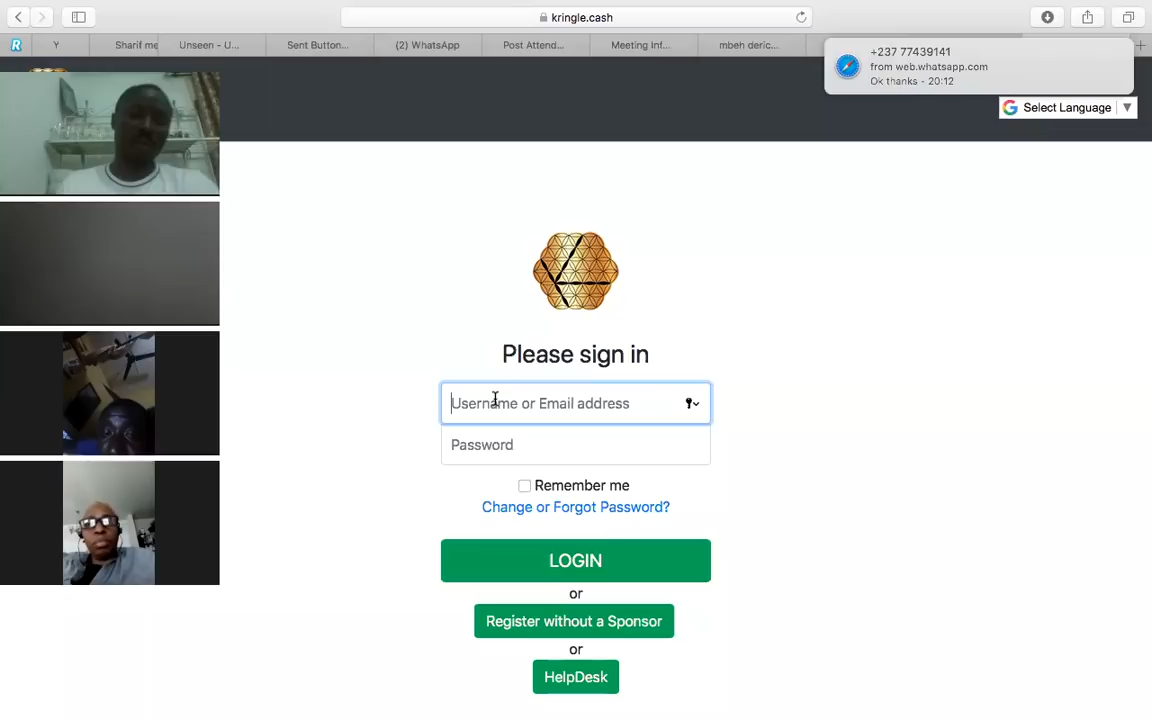 kringle.cash
R
Y
Sharif me
Unseen - U...
Sent Button...
(2) WhatsApp
Post Attend...
Meeting Inf...
mbeh deric...
+237 77439141
from web.whatsapp.com
Ok thanks - 20:12
G Select Language ▼
Please sign in
Username or Email address
Password
Remember me
Change or Forgot Password?
LOGIN
or
Register without a Sponsor
or
HelpDesk